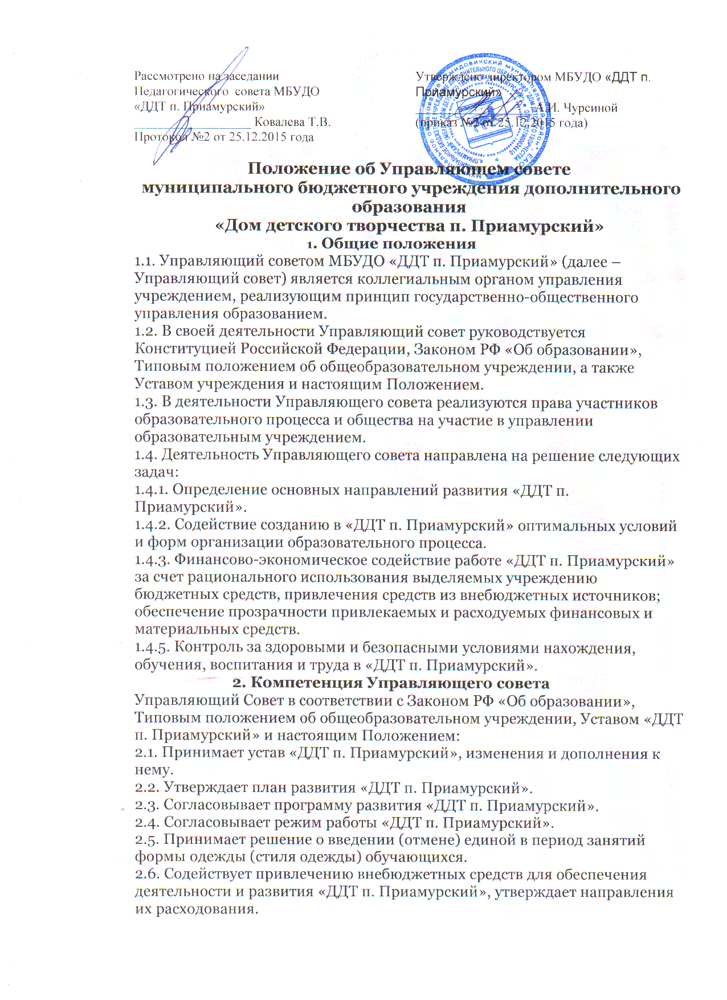 Рассмотрено на заседании
Педагогического совета МБУДО
«ДДТ п. Приамурский»
__________________ Ковалева Т.В.
Протокол №2 от 25.12.2015 года
Утверждено директором МБУДО «ДДТ п.
Приамурский»
А.И. Чурсиной
(приказ №2 от 25.12.2015 года)
Положение об Управляющем совете
муниципального бюджетного учреждения дополнительного
образования
«Дом детского творчества п. Приамурский»
1. Общие положения
1.1. Управляющий советом МБУДО «ДДТ п. Приамурский» (далее –
Управляющий совет) является коллегиальным органом управления
учреждением, реализующим принцип государственно-общественного
управления образованием.
1.2. В своей деятельности Управляющий совет руководствуется
Конституцией Российской Федерации, Законом РФ «Об образовании»,
Типовым положением об общеобразовательном учреждении, а также
Уставом учреждения и настоящим Положением.
1.3. В деятельности Управляющего совета реализуются права участников
образовательного процесса и общества на участие в управлении
образовательным учреждением.
1.4. Деятельность Управляющего совета направлена на решение следующих
задач:
1.4.1. Определение основных направлений развития «ДДТ п.
Приамурский».
1.4.2. Содействие созданию в «ДДТ п. Приамурский» оптимальных условий
и форм организации образовательного процесса.
1.4.3. Финансово-экономическое содействие работе «ДДТ п. Приамурский»
за счет рационального использования выделяемых учреждению
бюджетных средств, привлечения средств из внебюджетных источников;
обеспечение прозрачности привлекаемых и расходуемых финансовых и
материальных средств.
1.4.5. Контроль за здоровыми и безопасными условиями нахождения,
обучения, воспитания и труда в «ДДТ п. Приамурский».
2. Компетенция Управляющего совета
Управляющий Совет в соответствии с Законом РФ «Об образовании»,
Типовым положением об общеобразовательном учреждении, Уставом «ДДТ
п. Приамурский» и настоящим Положением:
2.1. Принимает устав «ДДТ п. Приамурский», изменения и дополнения к
нему.
2.2. Утверждает план развития «ДДТ п. Приамурский».
2.3. Согласовывает программу развития «ДДТ п. Приамурский».
2.4. Согласовывает режим работы «ДДТ п. Приамурский».
2.5. Принимает решение о введении (отмене) единой в период занятий
формы одежды (стиля одежды) обучающихся.
2.6. Содействует привлечению внебюджетных средств для обеспечения
деятельности и развития «ДДТ п. Приамурский», утверждает направления
их расходования.